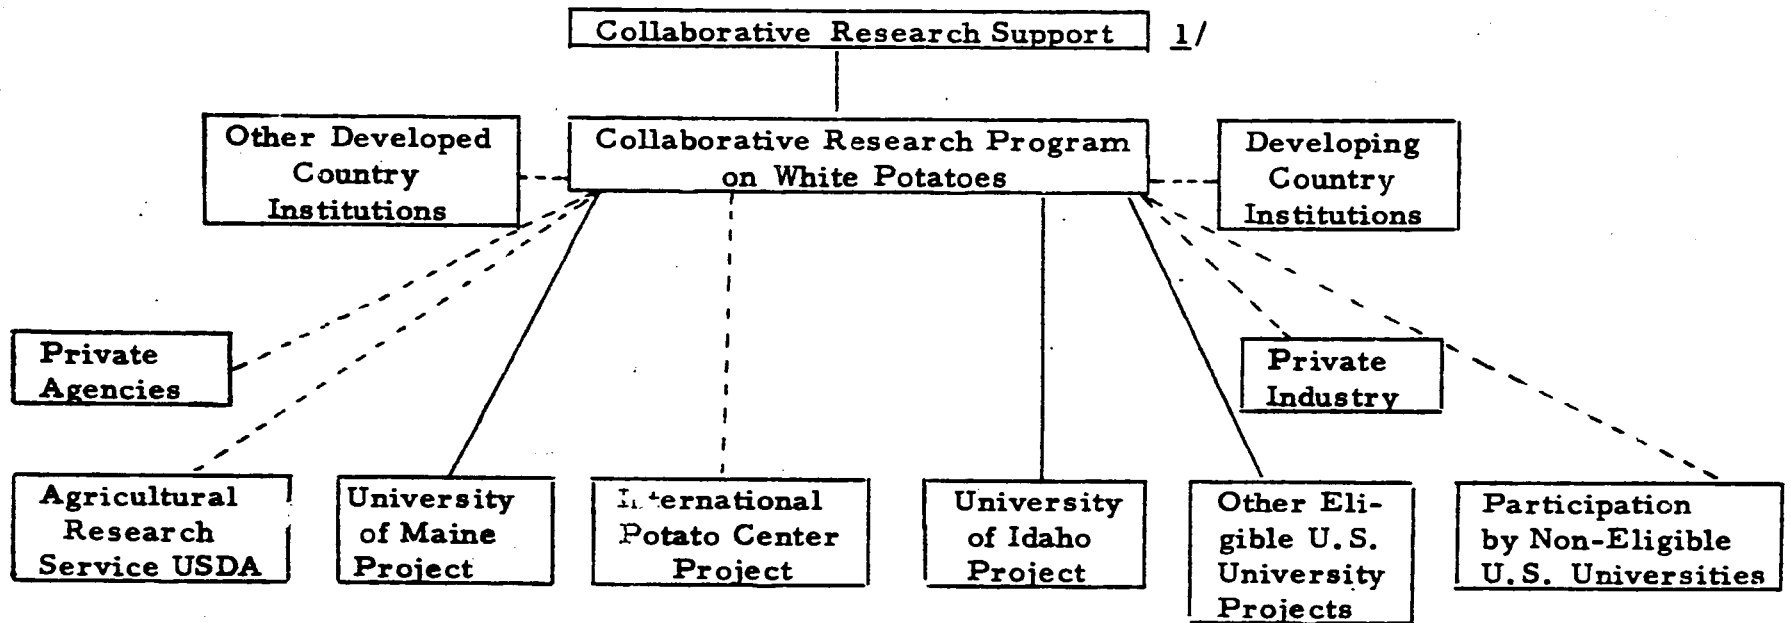 Collaborative Research Support 1/
Other Developed
Country
Institutions
Collaborative Research Program
on White Potatoes
Developing
Country
Institutions
Private
Agencies
Private
Industry
Agricultural
Research
Service USDA
University
of Maine
Project
International
Potato Center
Project
University
of Idaho
Project
Other Eli-
gible U.S.
University
Projects
Participation
by Non-Eligible
U.S. Universities